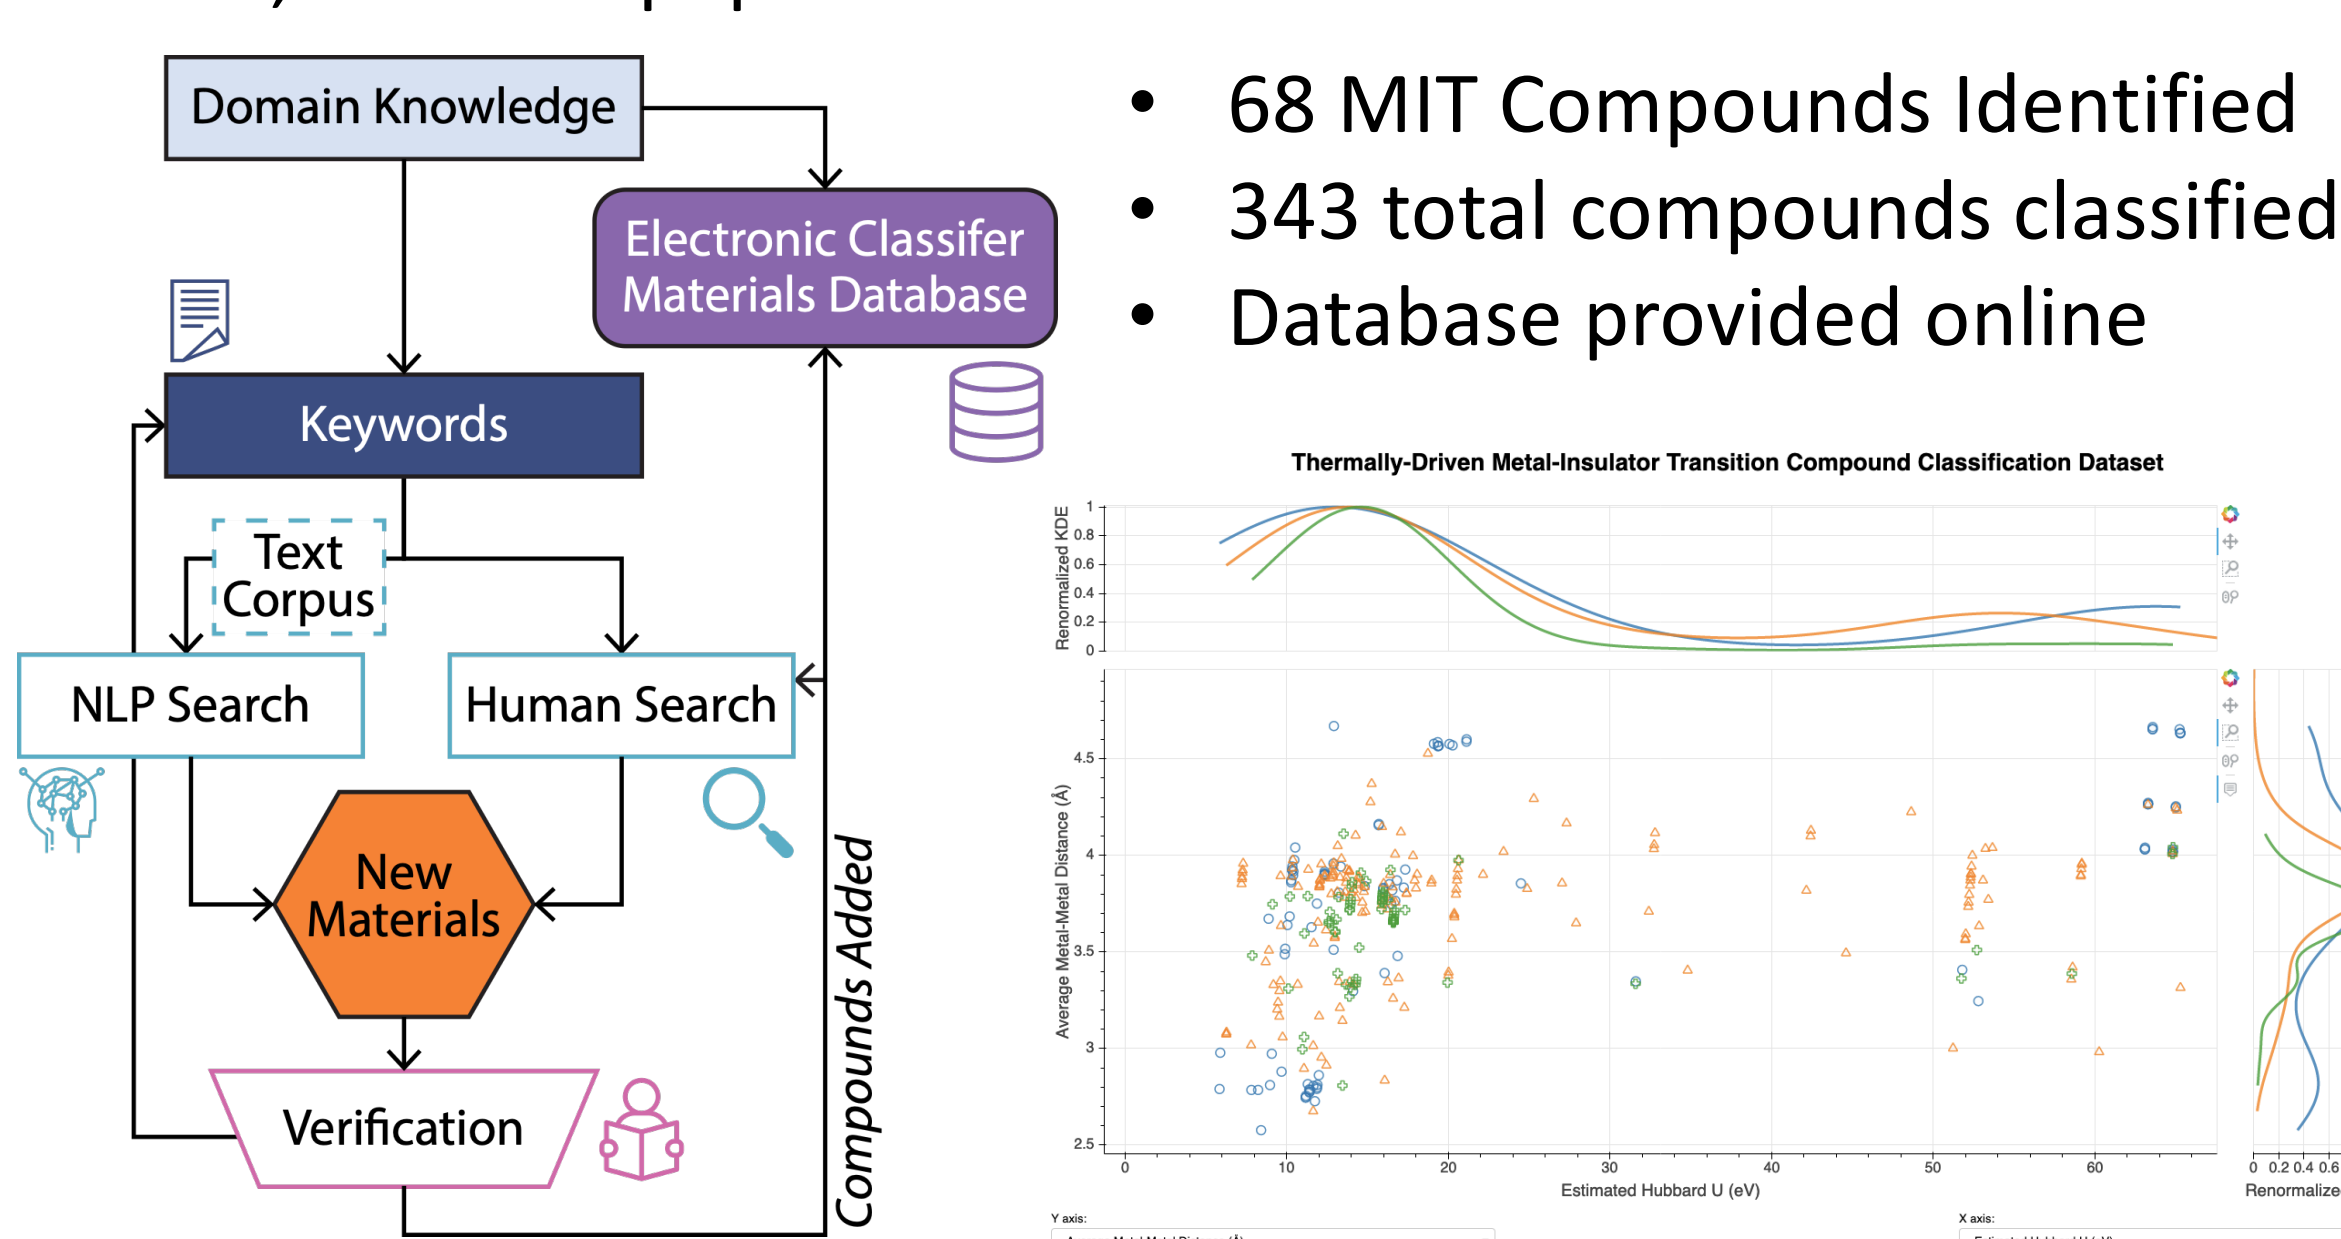 Domain Knowledge
Electronic Classifer
Materials Database
Keywords
Text
Corpus
NLP Search
Human Search
New
Materials
Verification
Compounds Added
• 68 MIT Compounds Identified
• 343 total compounds classified
• Database provided online
Thermally-Driven Metal-Insulator Transition Compound Classification Dataset
Renormalized KDE
1
0.8
0.6
0.4
0.2
0
Average Metal-Metal Distance (Å)
4.5
4
3.5
3
2.5
0 10 20 30 40 50 60
Estimated Hubbard U (eV)
0 0.2 0.4 0.6
Y axis:
X axis: